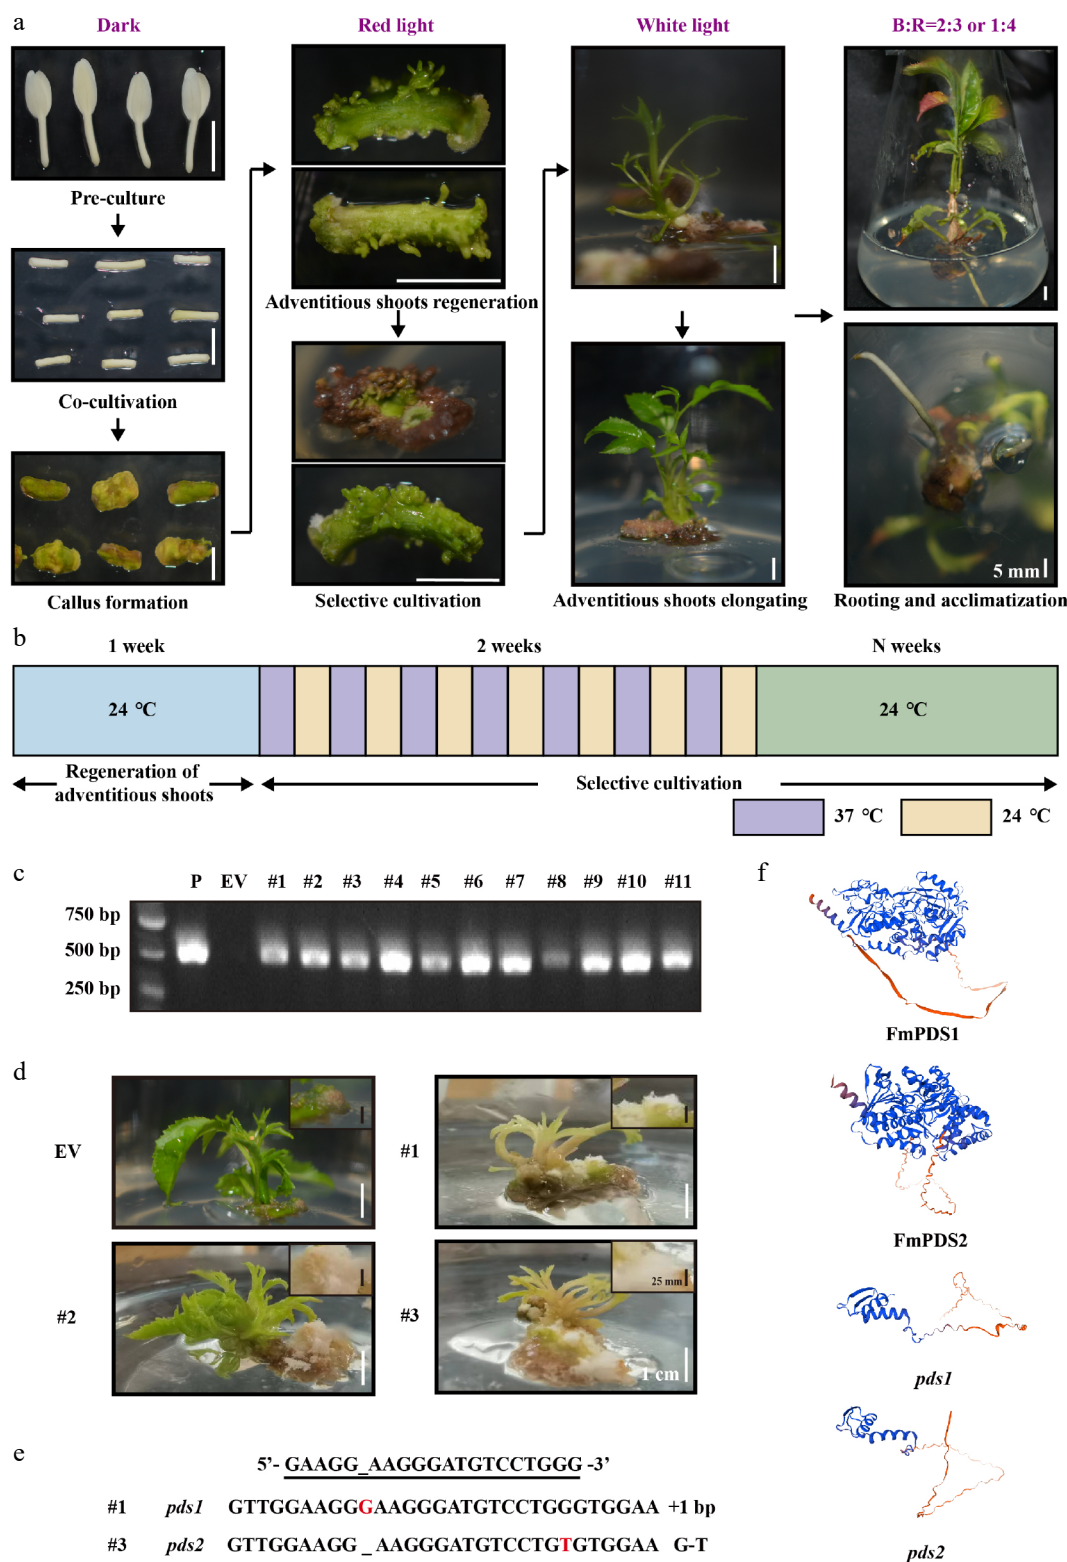 a
Dark
Red light
White light
B:R=2:3 or 1:4
Pre-culture
Co-cultivation
Callus formation
Adventitious shoots regeneration
Selective cultivation
Adventitious shoots elongating
5 mm
Rooting and acclimatization
b
1 week
2 weeks
N weeks
24 ℃
24 ℃
Regeneration of
adventitious shoots
Selective cultivation
37 ℃
24 ℃
c
P EV #1 #2 #3 #4 #5 #6 #7 #8 #9 #10 #11
750 bp
500 bp
250 bp
d
EV
#1
#2
#3
25 mm
1 cm
e
5’- GAAGG_AAGGGATGTCCTGGG -3’
#1 pds1 GTTGGAAGGGAAGGGATGTCCTGGGTGGAA +1 bp
#3 pds2 GTTGGAAGG_AAGGGATGTCCTGTGTGGAA G-T
f
FmPDS1
FmPDS2
pds1
pds2